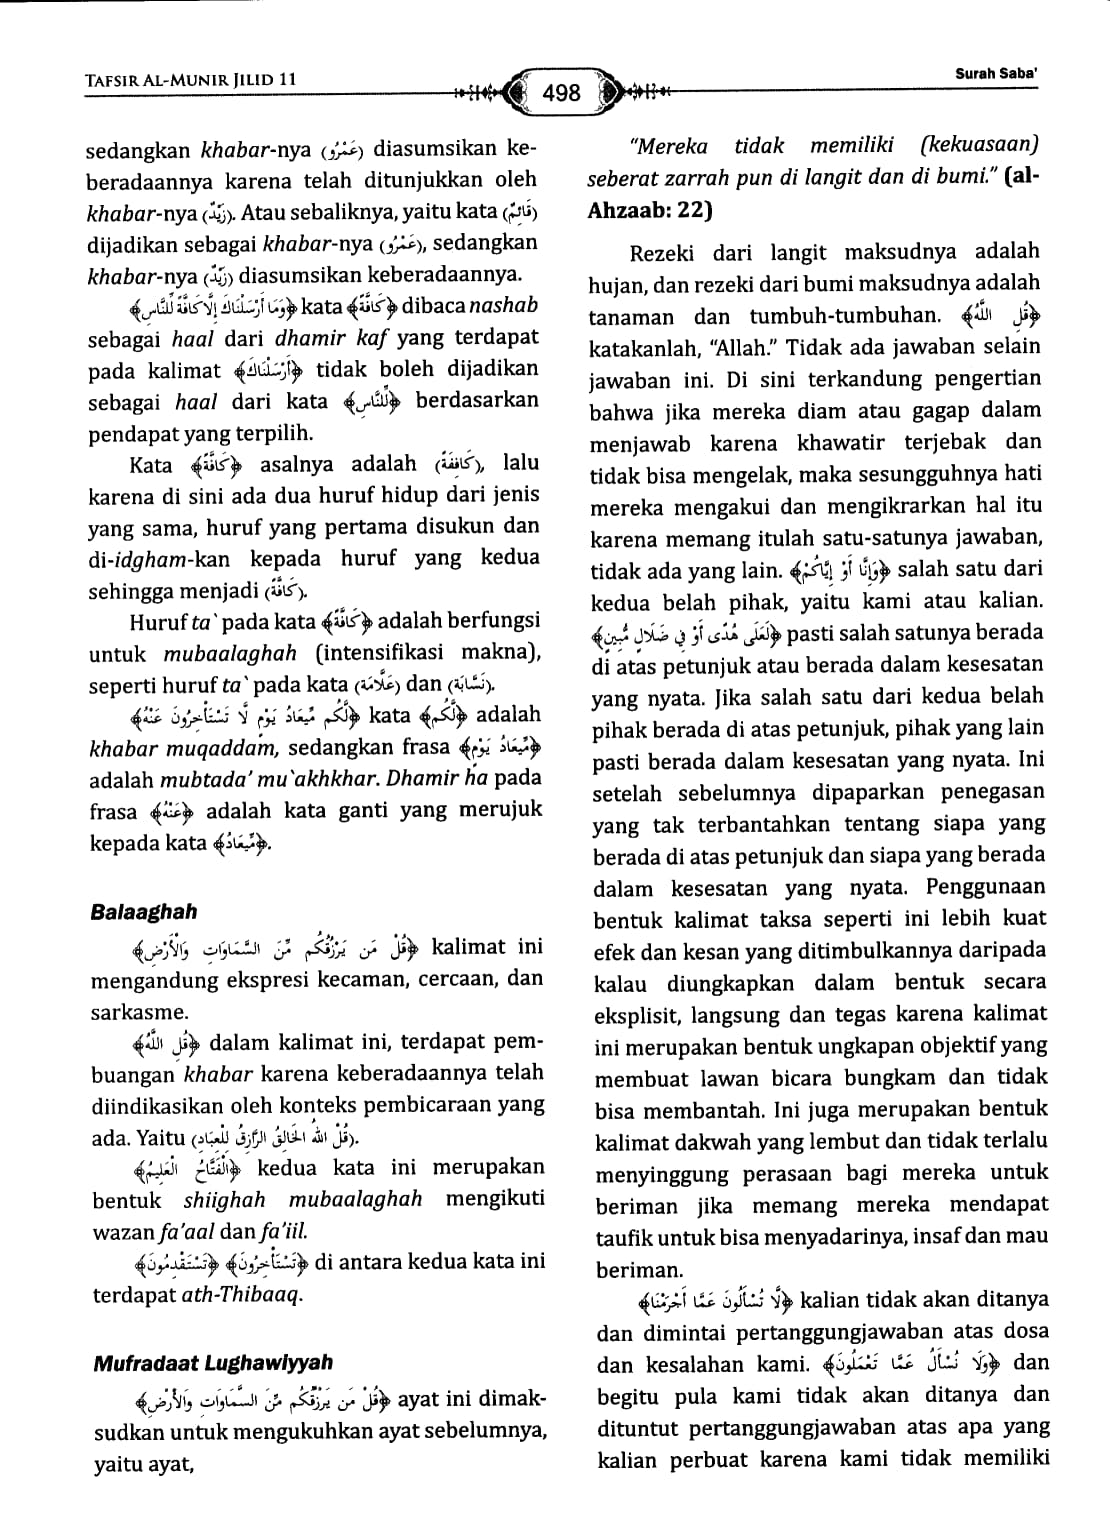 TAFSIR AL-MUNIR JILID 11
498
Surah Saba'
sedangkan khabar-nya (عَمْرُو) diasumsikan ke-
beradaannya karena telah ditunjukkan oleh
khabar-nya (زَيْدٌ). Atau sebaliknya, yaitu kata (قَائِمٌ)
dijadikan sebagai khabar-nya (عَمْرُو), sedangkan
khabar-nya (زَيْدٌ) diasumsikan keberadaannya.
﴿وَمَا أَرْسَلْنَاكَ إِلَّا كَافَّةً لِّلنَّاسِ﴾ kata ﴿كَافَّةً﴾ dibaca nashab
sebagai haal dari dhamir kaf yang terdapat
pada kalimat ﴿أَرْسَلْنَاكَ﴾ tidak boleh dijadikan
sebagai haal dari kata ﴿لِّلنَّاسِ﴾ berdasarkan
pendapat yang terpilih.
Kata ﴿كَافَّةً﴾ asalnya adalah (كَافِفَةً), lalu
karena di sini ada dua huruf hidup dari jenis
yang sama, huruf yang pertama disukun dan
di-idgham-kan kepada huruf yang kedua
sehingga menjadi (كَافَّةً).
Huruf ta` pada kata ﴿كَافَّةً﴾ adalah berfungsi
untuk mubaalaghah (intensifikasi makna),
seperti huruf ta` pada kata (عَلَّامَة) dan (نَسَّابَة).
﴿لَّكُم مِّيعَادُ يَوْمٍ لَّا تَسْتَأْخِرُونَ عَنْهُ﴾ kata ﴿لَّكُم﴾ adalah
khabar muqaddam, sedangkan frasa ﴿مِّيعَادُ يَوْمٍ﴾
adalah mubtada’ mu`akhkhar. Dhamir ha pada
frasa ﴿عَنْهُ﴾ adalah kata ganti yang merujuk
kepada kata ﴿مِّيعَادُ﴾.
Balaaghah
﴿قُلْ مَن يَرْزُقُكُم مِّنَ السَّمَاوَاتِ وَالْأَرْضِ﴾ kalimat ini
mengandung ekspresi kecaman, cercaan, dan
sarkasme.
﴿قُلِ اللَّهُ﴾ dalam kalimat ini, terdapat pem-
buangan khabar karena keberadaannya telah
diindikasikan oleh konteks pembicaraan yang
ada. Yaitu (قُلْ اللهُ الْخَالِقُ الرَّازِقُ لِلْعِبَادِ).
﴿الْفَتَّاحُ الْعَلِيمُ﴾ kedua kata ini merupakan
bentuk shiighah mubaalaghah mengikuti
wazan fa’aal dan fa’iil.
﴿تَسْتَأْخِرُونَ﴾ ﴿تَسْتَقْدِمُونَ﴾ di antara kedua kata ini
terdapat ath-Thibaaq.
Mufradaat Lughawiyyah
﴿قُلْ مَن يَرْزُقُكُم مِّنَ السَّمَاوَاتِ وَالْأَرْضِ﴾ ayat ini dimak-
sudkan untuk mengukuhkan ayat sebelumnya,
yaitu ayat,
“Mereka tidak memiliki (kekuasaan)
seberat zarrah pun di langit dan di bumi.” (al-
Ahzaab: 22)
Rezeki dari langit maksudnya adalah
hujan, dan rezeki dari bumi maksudnya adalah
tanaman dan tumbuh-tumbuhan. ﴿قُلِ اللَّهُ﴾
katakanlah, “Allah.” Tidak ada jawaban selain
jawaban ini. Di sini terkandung pengertian
bahwa jika mereka diam atau gagap dalam
menjawab karena khawatir terjebak dan
tidak bisa mengelak, maka sesungguhnya hati
mereka mengakui dan mengikrarkan hal itu
karena memang itulah satu-satunya jawaban,
tidak ada yang lain. ﴿وَإِنَّا أَوْ إِيَّاكُمْ﴾ salah satu dari
kedua belah pihak, yaitu kami atau kalian.
﴿لَعَلَىٰ هُدًى أَوْ فِي ضَلَالٍ مُّبِينٍ﴾ pasti salah satunya berada
di atas petunjuk atau berada dalam kesesatan
yang nyata. Jika salah satu dari kedua belah
pihak berada di atas petunjuk, pihak yang lain
pasti berada dalam kesesatan yang nyata. Ini
setelah sebelumnya dipaparkan penegasan
yang tak terbantahkan tentang siapa yang
berada di atas petunjuk dan siapa yang berada
dalam kesesatan yang nyata. Penggunaan
bentuk kalimat taksa seperti ini lebih kuat
efek dan kesan yang ditimbulkannya daripada
kalau diungkapkan dalam bentuk secara
eksplisit, langsung dan tegas karena kalimat
ini merupakan bentuk ungkapan objektif yang
membuat lawan bicara bungkam dan tidak
bisa membantah. Ini juga merupakan bentuk
kalimat dakwah yang lembut dan tidak terlalu
menyinggung perasaan bagi mereka untuk
beriman jika memang mereka mendapat
taufik untuk bisa menyadarinya, insaf dan mau
beriman.
﴿لَّا تُسْأَلُونَ عَمَّا أَجْرَمْنَا﴾ kalian tidak akan ditanya
dan dimintai pertanggungjawaban atas dosa
dan kesalahan kami. ﴿وَلَا نُسْأَلُ عَمَّا تَعْمَلُونَ﴾ dan
begitu pula kami tidak akan ditanya dan
dituntut pertanggungjawaban atas apa yang
kalian perbuat karena kami tidak memiliki